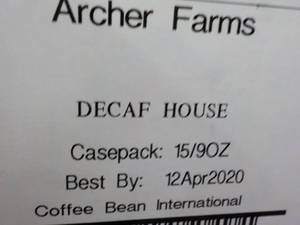 Archer Farms
DECAF HOUSE
Casepack: 15/9OZ
Best By: 12Apr2020
Coffee Bean International